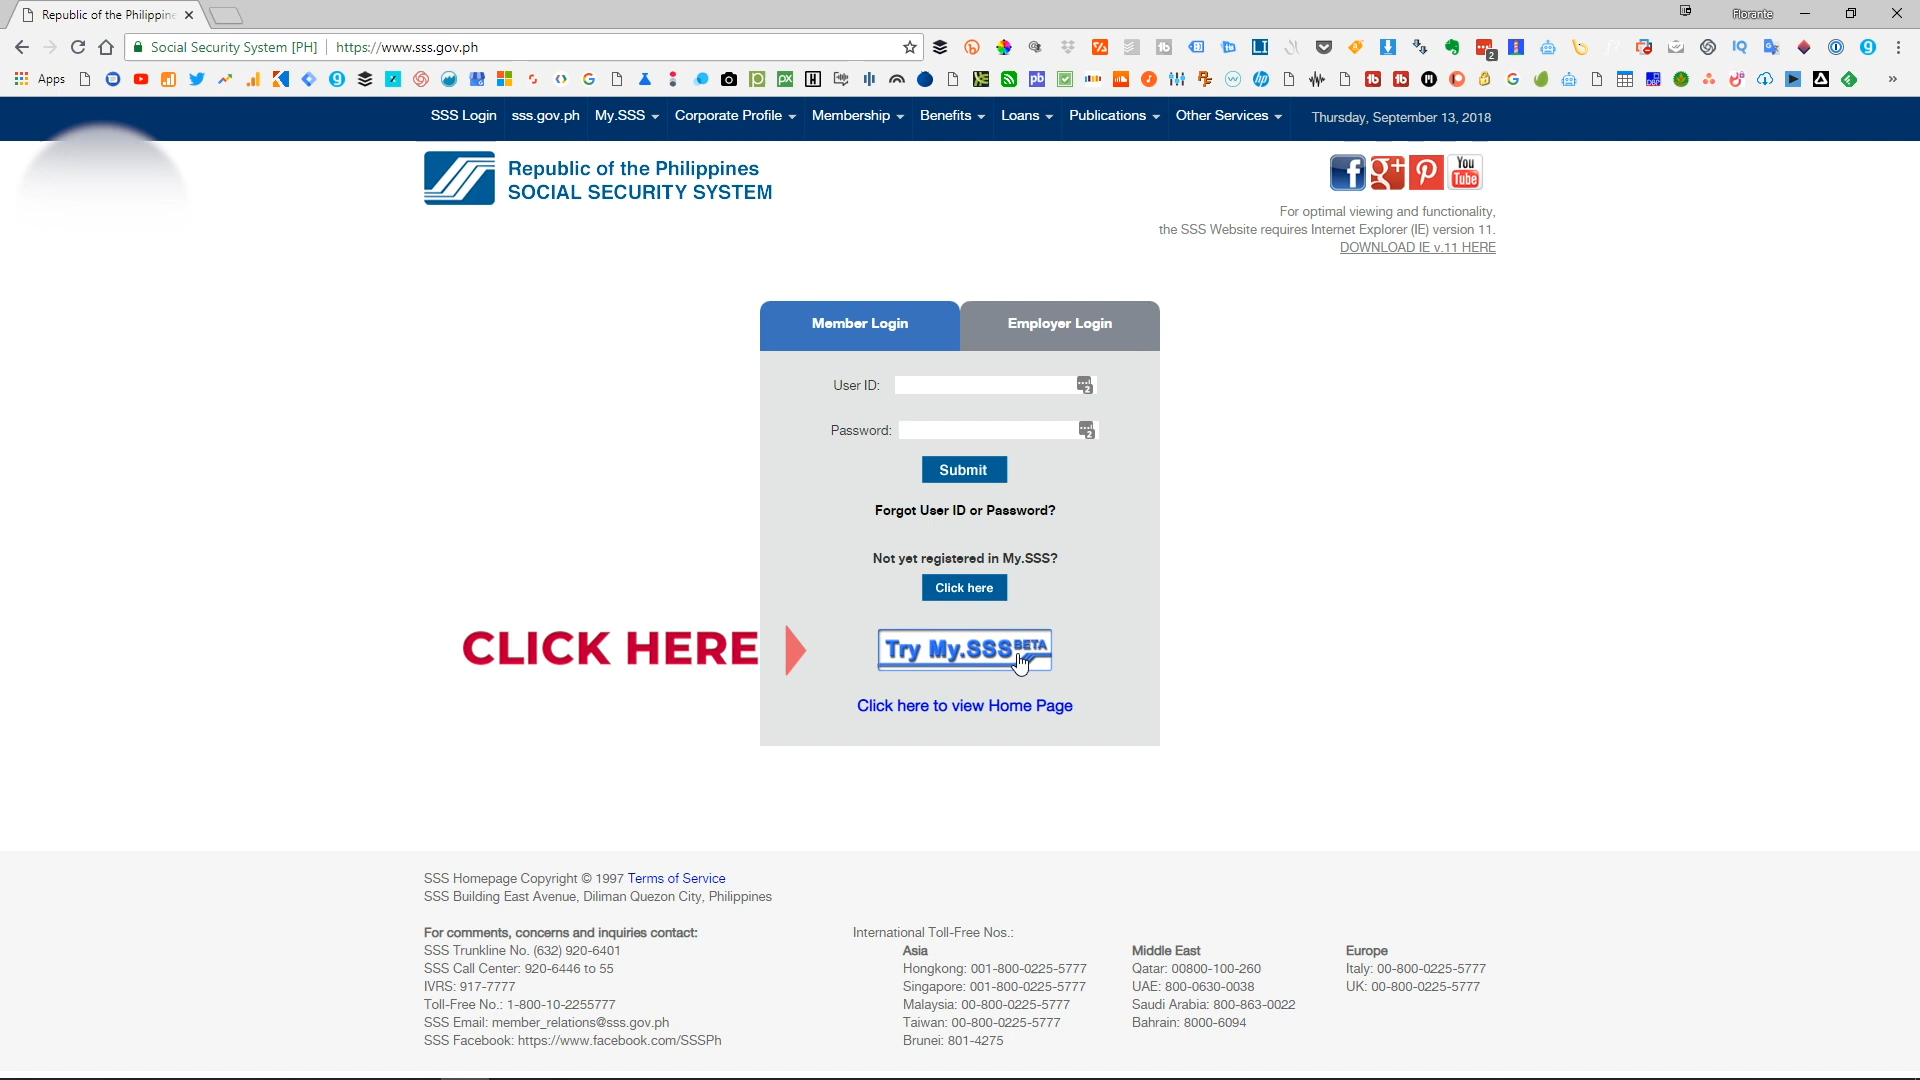 Republic of the Philippine
Florante
Social Security System [PH]
https://www.sss.gov.ph
Apps
SSS Login
sss.gov.ph
My.SSS
Corporate Profile
Membership
Benefits
Loans
Publications
Other Services
Thursday, September 13, 2018
Republic of the Philippines
SOCIAL SECURITY SYSTEM
You
Tube
For optimal viewing and functionality,
the SSS Website requires Internet Explorer (IE) version 11.
DOWNLOAD IE v.11 HERE
Member Login
Employer Login
User ID:
Password:
Submit
Forgot User ID or Password?
Not yet registered in My.SSS?
Click here
CLICK HERE
Try My.SSS BETA
Click here to view Home Page
SSS Homepage Copyright © 1997 Terms of Service
SSS Building East Avenue, Diliman Quezon City, Philippines
For comments, concerns and inquiries contact:
SSS Trunkline No. (632) 920-6401
SSS Call Center: 920-6446 to 55
IVRS: 917-7777
Toll-Free No.: 1-800-10-2255777
SSS Email: member_relations@sss.gov.ph
SSS Facebook: https://www.facebook.com/SSSPh
International Toll-Free Nos.:
Asia
Hongkong: 001-800-0225-5777
Singapore: 001-800-0225-5777
Malaysia: 00-800-0225-5777
Taiwan: 00-800-0225-5777
Brunei: 801-4275
Middle East
Qatar: 00800-100-260
UAE: 800-0630-0038
Saudi Arabia: 800-863-0022
Bahrain: 8000-6094
Europe
Italy: 00-800-0225-5777
UK: 00-800-0225-5777